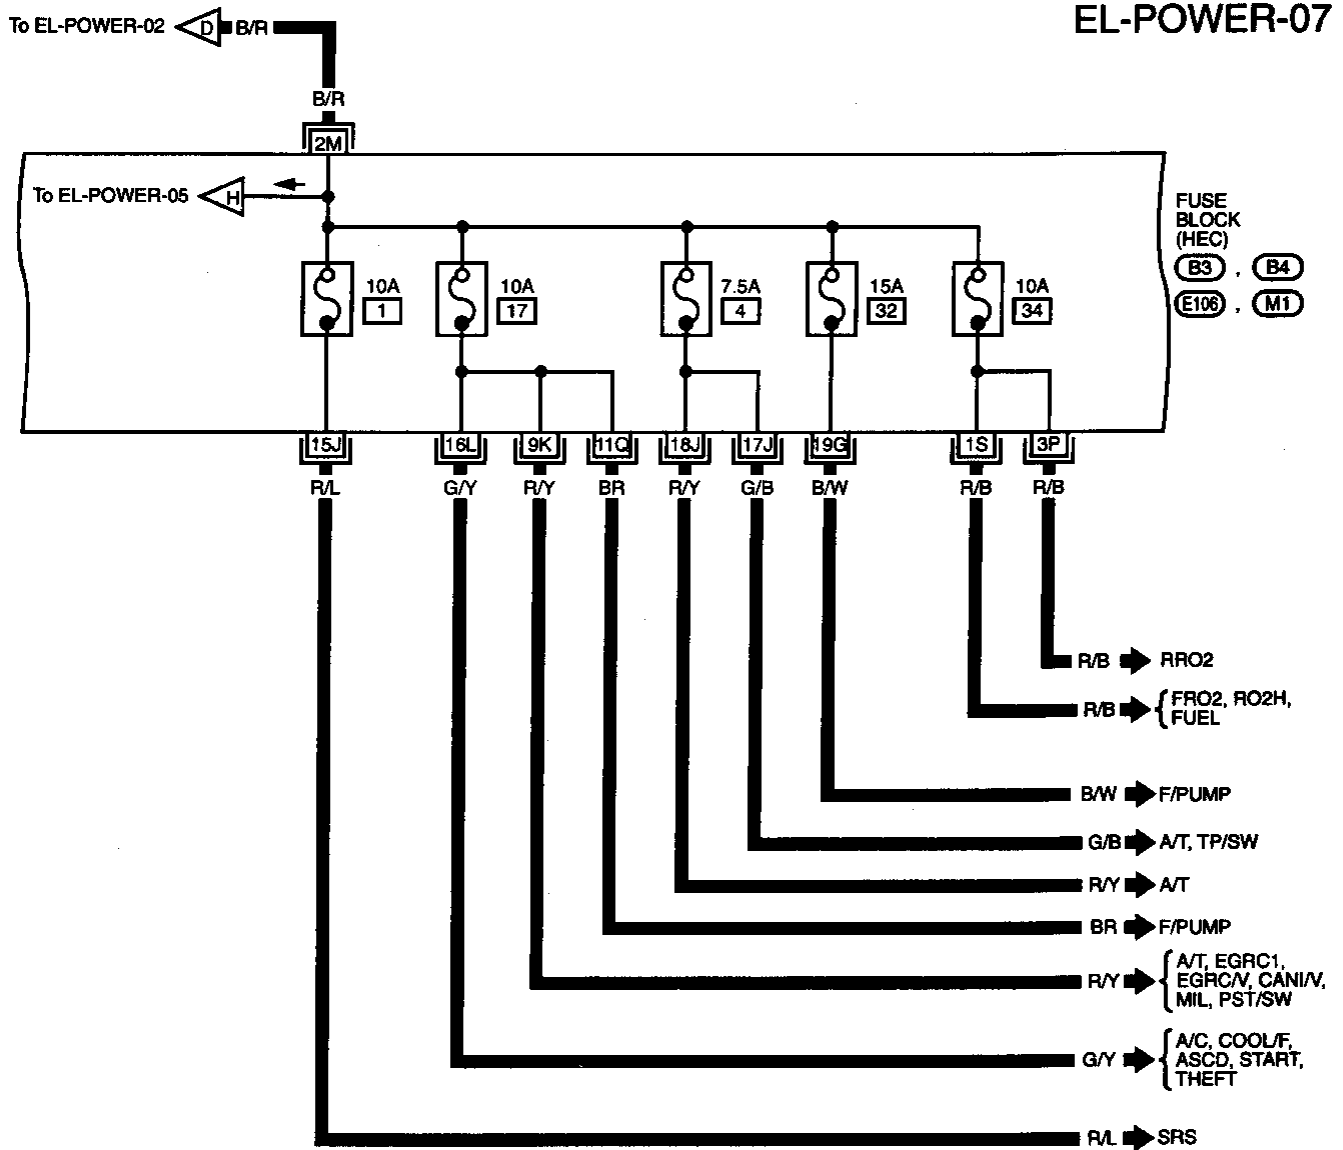 To EL-POWER-02 D B/R
EL-POWER-07
B/R
2M
To EL-POWER-05 H
FUSE
BLOCK
(HEC)
B3 , B4
E106 , M1
10A 10A 7.5A 15A 10A
1 17 4 32 34
15J 16L 9K 11Q 18J 17J 19G 1S 3P
R/L G/Y R/Y BR R/Y G/B B/W R/B R/B
R/B RRO2
R/B FRO2, RO2H,
FUEL
B/W F/PUMP
G/B A/T, TP/SW
R/Y A/T
BR F/PUMP
R/Y A/T, EGRC1,
EGRC/V, CANI/V,
MIL, PST/SW
G/Y A/C, COOL/F,
ASCD, START,
THEFT
R/L SRS